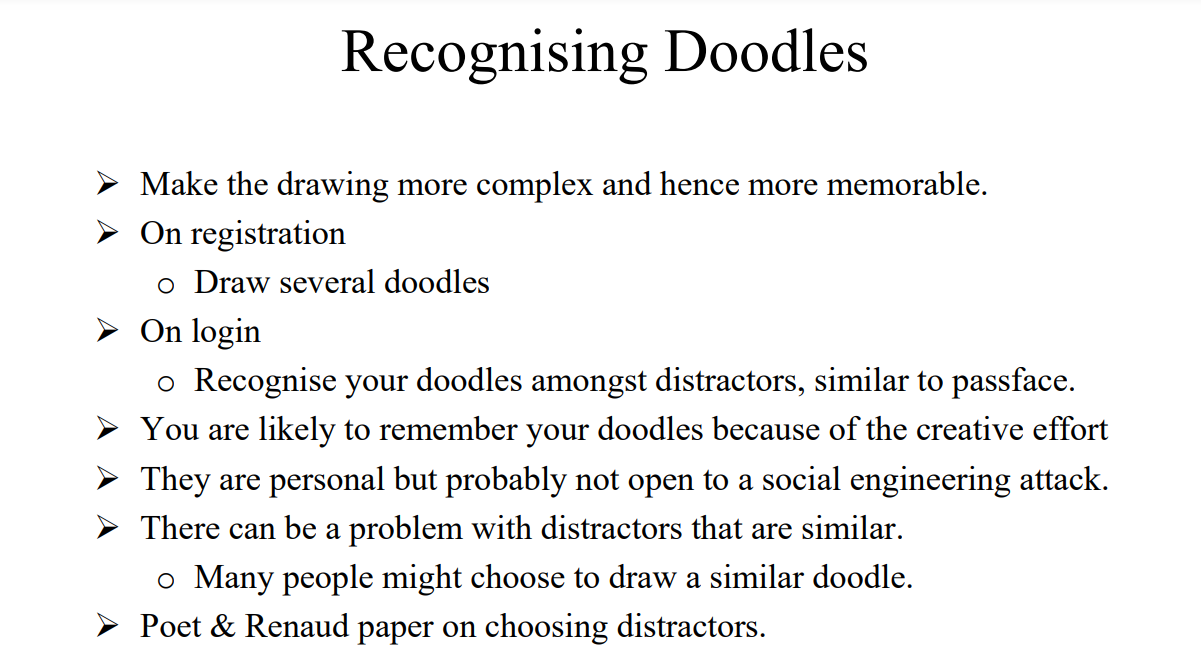 Recognising Doodles
➢ Make the drawing more complex and hence more memorable.
➢ On registration
o Draw several doodles
➢ On login
o Recognise your doodles amongst distractors, similar to passface.
➢ You are likely to remember your doodles because of the creative effort
➢ They are personal but probably not open to a social engineering attack.
➢ There can be a problem with distractors that are similar.
o Many people might choose to draw a similar doodle.
➢ Poet & Renaud paper on choosing distractors.